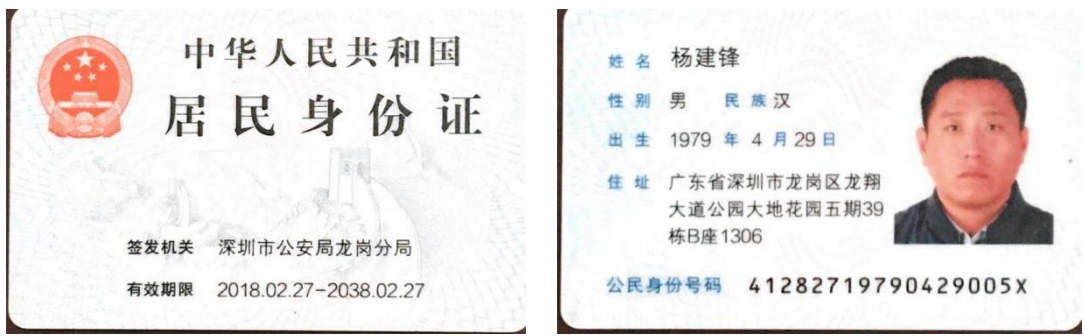 中华人民共和国
居民身份证
签发机关 深圳市公安局龙岗分局
有效期限 2018.02.27-2038.02.27
姓名 杨建锋
性别 男 民族 汉
出生 1979 年 4 月 29 日
住址 广东省深圳市龙岗区龙翔
大道公园大地花园五期39
栋B座1306
公民身份号码 41282719790429005X